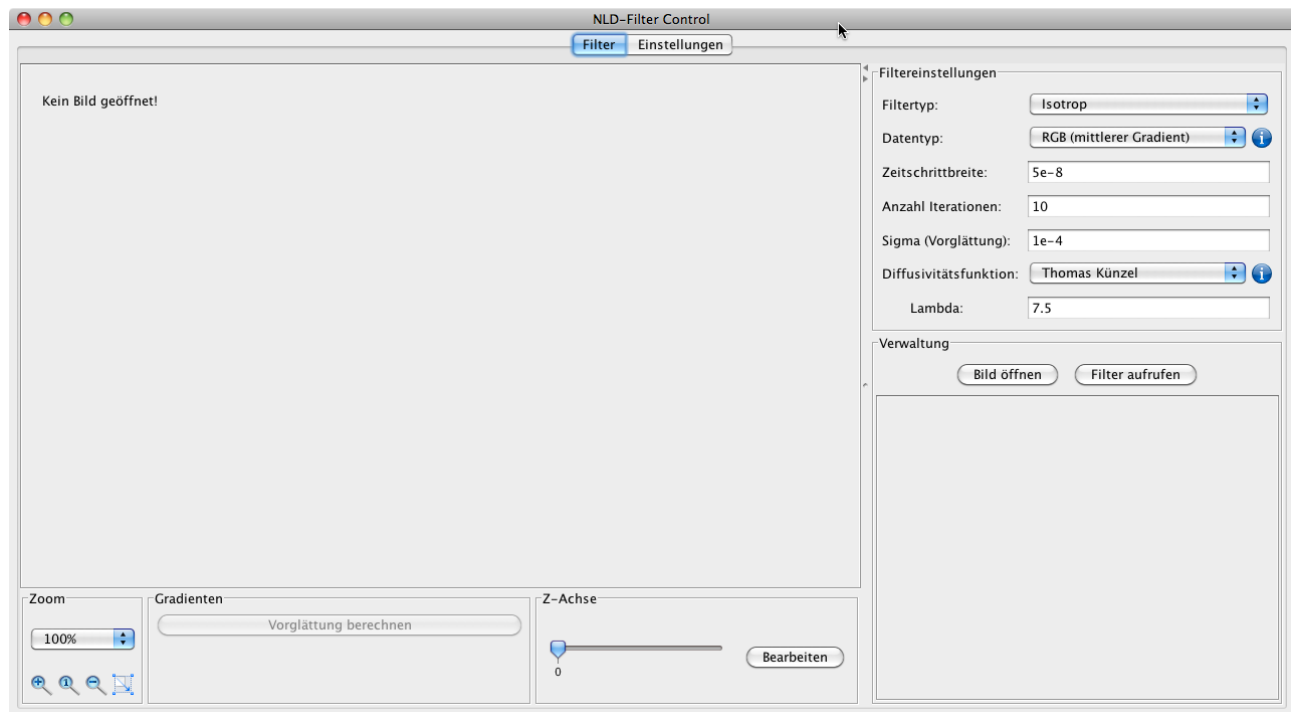 NLD-Filter Control
Filter Einstellungen
Kein Bild geöffnet!
Filtereinstellungen
Filtertyp: Isotrop
Datentyp: RGB (mittlerer Gradient)
Zeitschrittbreite: 5e-8
Anzahl Iterationen: 10
Sigma (Vorglättung): 1e-4
Diffusivitätsfunktion: Thomas Künzel
Lambda: 7.5
Verwaltung
Bild öffnen Filter aufrufen
Zoom
100%
Gradienten
Vorglättung berechnen
Z-Achse
0
Bearbeiten